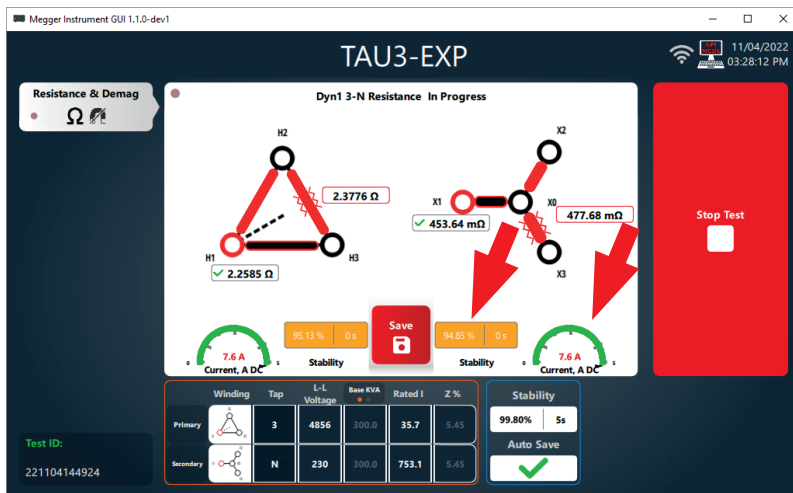 Megger Instrument GUI 1.1.0-dev1
TAU3-EXP
SIM MODE
11/04/2022
03:28:12 PM
Resistance & Demag
Ω
Dyn1 3-N Resistance In Progress
H2
X2
2.3776 Ω
X1
X0
453.64 mΩ
477.68 mΩ
H1
H3
2.2585 Ω
X3
Stop Test
95.13 % 0 s
Save
94.85 % 0 s
7.6 A
0
Current, A DC
Stability
Stability
7.6 A
0
Current, A DC
Winding Tap L-L Voltage Base KVA Rated I Z %
Primary 3 4856 300.0 35.7 5.45
Secondary N 230 300.0 753.1 5.45
Stability
99.80% 5s
Auto Save
Test ID:
221104144924